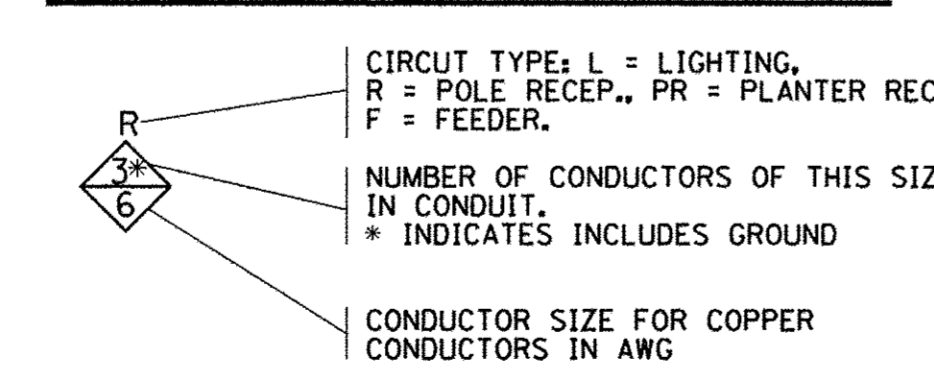 CIRCUT TYPE: L = LIGHTING,
R = POLE RECEP., PR = PLANTER REC
F = FEEDER.
R
3*
6
NUMBER OF CONDUCTORS OF THIS SIZ
IN CONDUIT.
* INDICATES INCLUDES GROUND
CONDUCTOR SIZE FOR COPPER
CONDUCTORS IN AWG